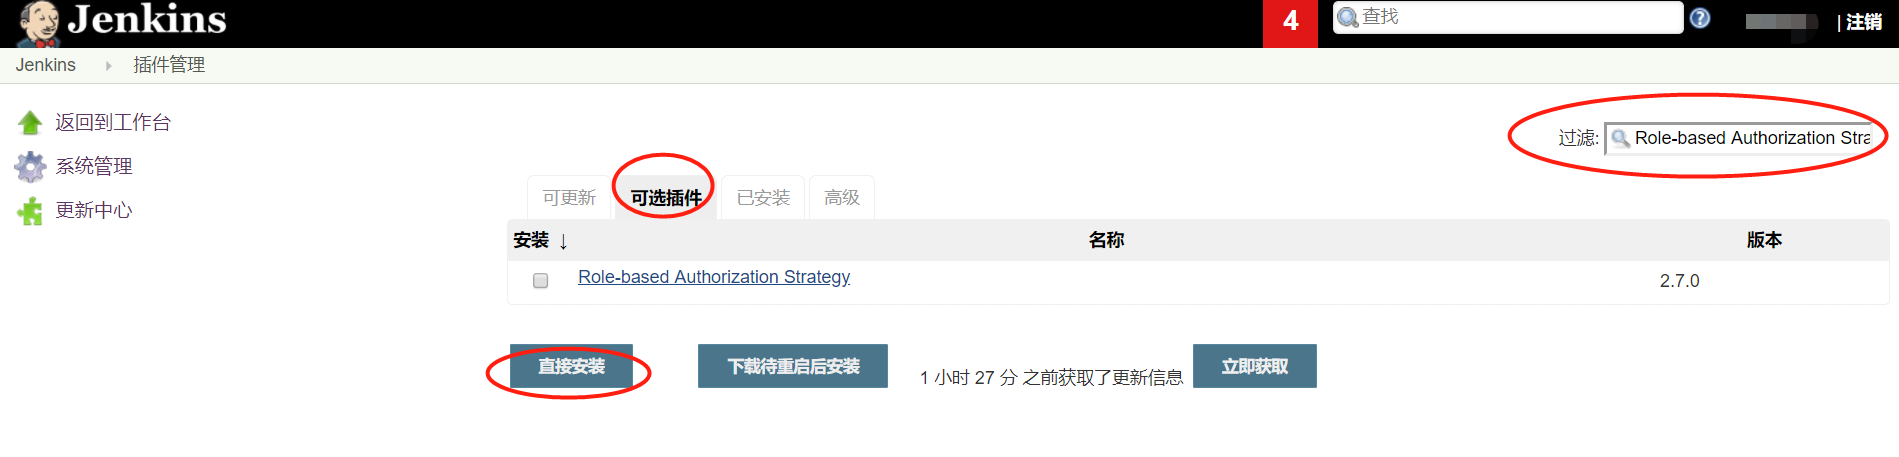 Jenkins
4
查找
| 注销
Jenkins
插件管理
返回到工作台
系统管理
更新中心
过滤: Role-based Authorization Stra
可更新 可选插件 已安装 高级
安装 ↓ 名称 版本
Role-based Authorization Strategy 2.7.0
直接安装 下载待重启后安装 1 小时 27 分 之前获取了更新信息 立即获取